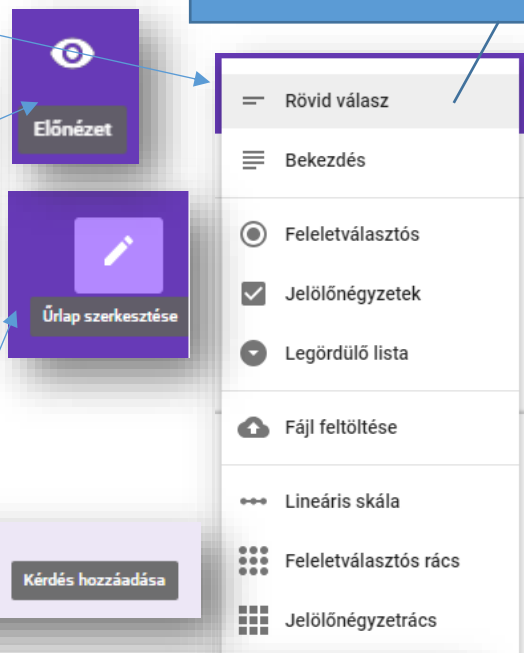 Előnézet
Űrlap szerkesztése
Kérdés hozzáadása
Rövid válasz
Bekezdés
Feleletválasztós
Jelölőnégyzetek
Legördülő lista
Fájl feltöltése
Lineáris skála
Feleletválasztós rács
Jelölőnégyzetrács